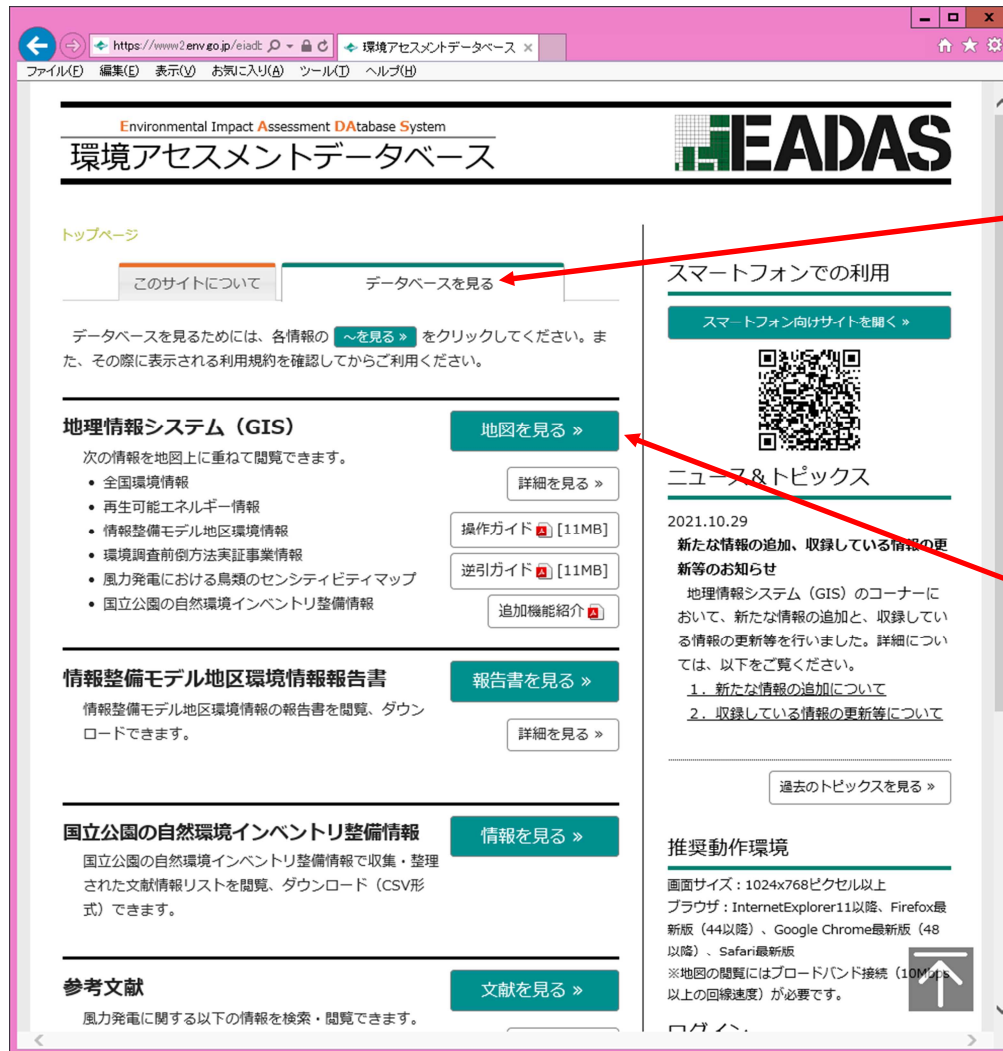 https://www2.env.go.jp/eiadb
環境アセスメントデータベース
ファイル(F) 編集(E) 表示(V) お気に入り(A) ツール(T) ヘルプ(H)
Environmental Impact Assessment DAtabase System
環境アセスメントデータベース
EADAS
トップページ
このサイトについて
データベースを見る
データベースを見るためには、各情報の ～を見る » をクリックしてください。ま
た、その際に表示される利用規約を確認してからご利用ください。
地理情報システム（GIS）
地図を見る »
次の情報を地図上に重ねて閲覧できます。
• 全国環境情報
• 再生可能エネルギー情報
• 情報整備モデル地区環境情報
• 環境調査前倒方法実証事業情報
• 風力発電における鳥類のセンシティビティマップ
• 国立公園の自然環境インベントリ整備情報
詳細を見る »
操作ガイド [11MB]
逆引ガイド [11MB]
追加機能紹介
情報整備モデル地区環境情報報告書
報告書を見る »
情報整備モデル地区環境情報の報告書を閲覧、ダウン
ロードできます。
詳細を見る »
国立公園の自然環境インベントリ整備情報
情報を見る »
国立公園の自然環境インベントリ整備情報で収集・整理
された文献情報リストを閲覧、ダウンロード（CSV形
式）できます。
参考文献
文献を見る »
風力発電に関する以下の情報を検索・閲覧できます。
スマートフォンでの利用
スマートフォン向けサイトを開く »
ニュース＆トピックス
2021.10.29
新たな情報の追加、収録している情報の更
新等のお知らせ
地理情報システム（GIS）のコーナーに
おいて、新たな情報の追加と、収録してい
る情報の更新等を行いました。詳細につい
ては、以下をご覧ください。
１．新たな情報の追加について
２．収録している情報の更新等について
過去のトピックスを見る »
推奨動作環境
画面サイズ：1024x768ピクセル以上
ブラウザ：InternetExplorer11以降、Firefox最
新版（44以降）、Google Chrome最新版（48
以降）、Safari最新版
※地図の閲覧にはブロードバンド接続（10Mbps
以上の回線速度）が必要です。
ログイン